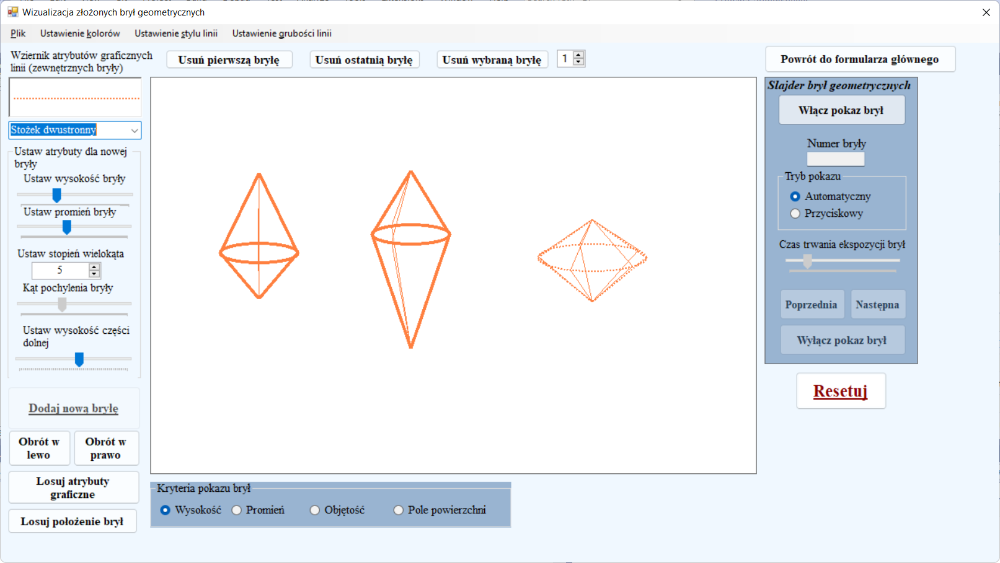 Wizualizacja złożonych brył geometrycznych
Plik Ustawienie kolorów Ustawienie stylu linii Ustawienie grubości linii
Wziernik atrybutów graficznych
linii (zewnętrznych bryły)
Usuń pierwszą bryłę
Usuń ostatnią bryłę
Usuń wybraną bryłę
1
Powrót do formularza głównego
Stożek dwustronny
Ustaw atrybuty dla nowej
bryły
Ustaw wysokość bryły
Ustaw promień bryły
Ustaw stopień wielokąta
5
Kąt pochylenia bryły
Ustaw wysokość części
dolnej
Dodaj nową bryłę
Obrót w
lewo
Obrót w
prawo
Losuj atrybuty
graficzne
Losuj położenie brył
Kryteria pokazu brył
Wysokość Promień Objętość Pole powierzchni
Slajder brył geometrycznych
Włącz pokaz brył
Numer bryły
Tryb pokazu
Automatyczny
Przyciskowy
Czas trwania ekspozycji brył
Poprzednia
Następna
Wyłącz pokaz brył
Resetuj